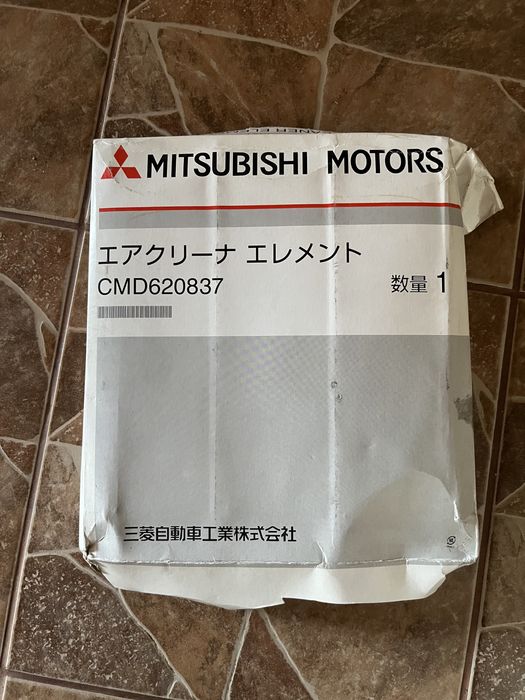 MITSUBISHI MOTORS
エアクリーナ エレメント
CMD620837
数量 1
三菱自動車工業株式会社